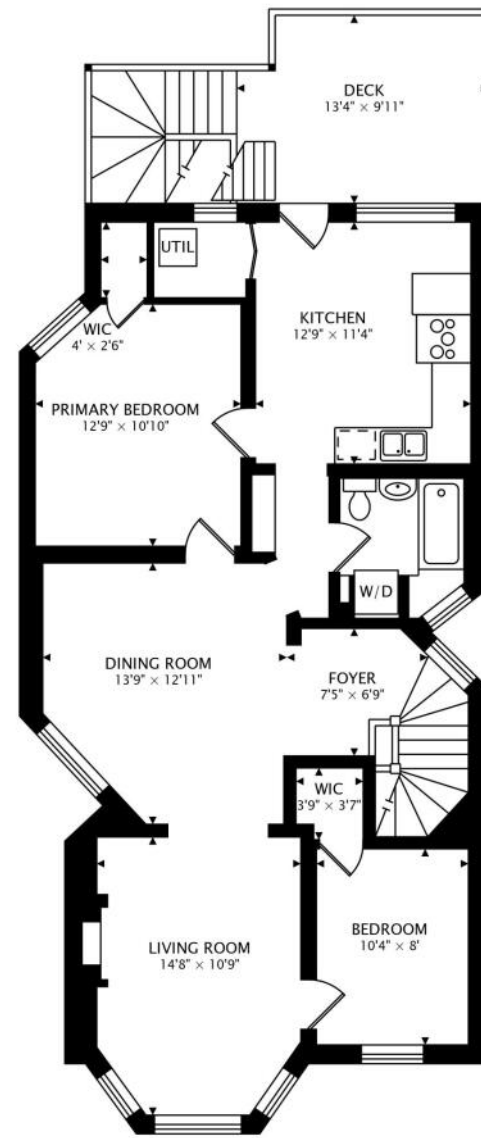 DECK
13'4" × 9'11"
UTIL
KITCHEN
12'9" × 11'4"
WIC
4' × 2'6"
PRIMARY BEDROOM
12'9" × 10'10"
W/D
DINING ROOM
13'9" × 12'11"
FOYER
7'5" × 6'9"
WIC
3'9" × 3'7"
BEDROOM
10'4" × 8'
LIVING ROOM
14'8" × 10'9"